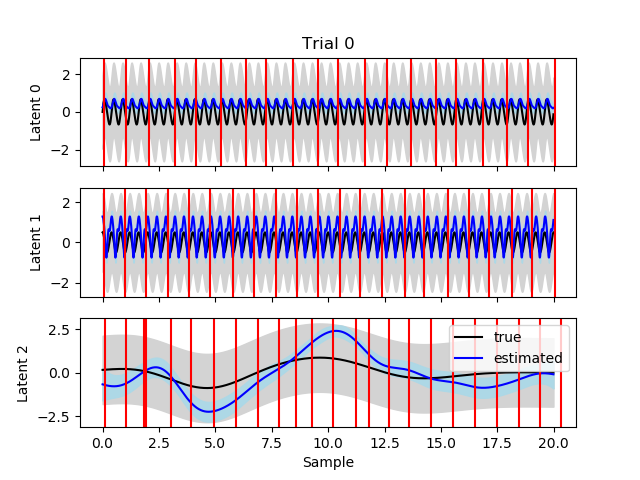 Trial 0
Latent 0
2
0
−2
Latent 1
2
0
−2
Latent 2
2.5
0.0
−2.5
true
estimated
0.0 2.5 5.0 7.5 10.0 12.5 15.0 17.5 20.0
Sample